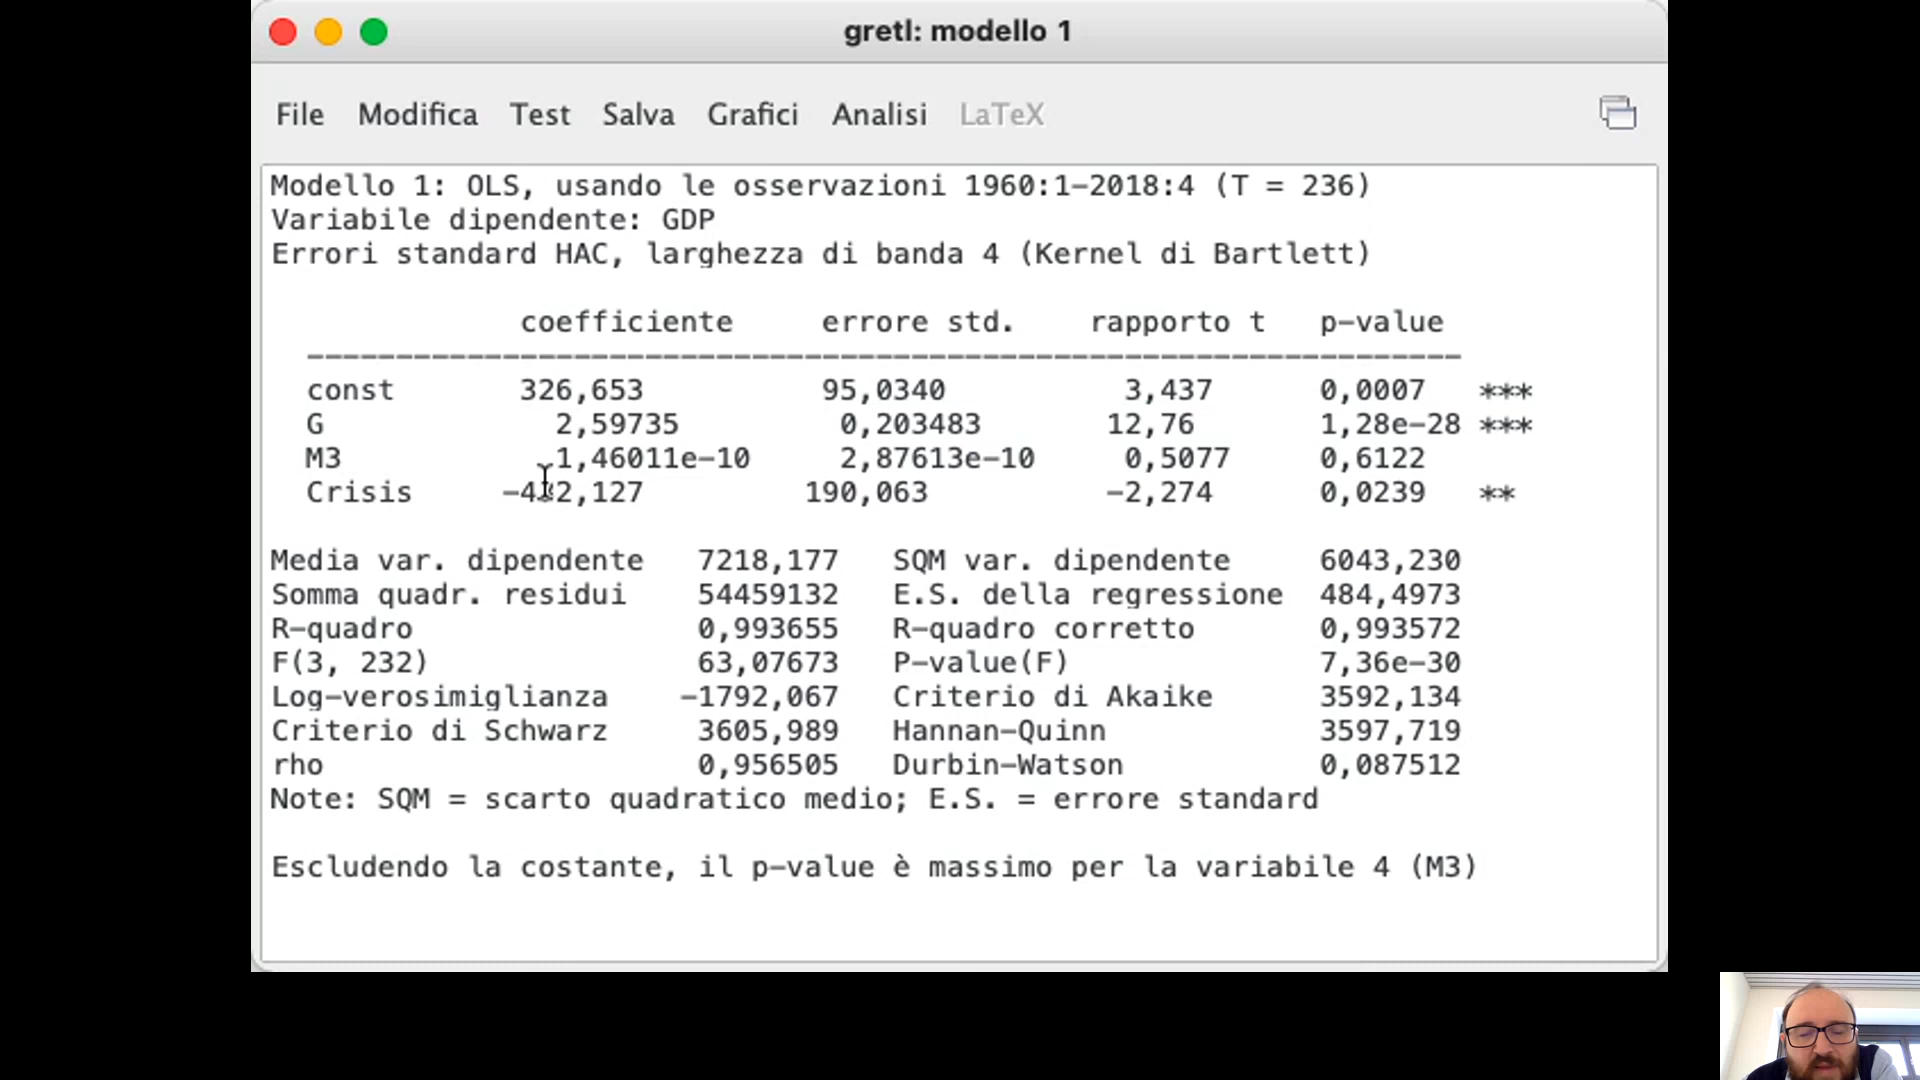 gretl: modello 1
File Modifica Test Salva Grafici Analisi LaTeX
Modello 1: OLS, usando le osservazioni 1960:1-2018:4 (T = 236)
Variabile dipendente: GDP
Errori standard HAC, larghezza di banda 4 (Kernel di Bartlett)
coefficiente errore std. rapporto t p-value
const 326,653 95,0340 3,437 0,0007 ***
G 2,59735 0,203483 12,76 1,28e-28 ***
M3 1,46011e-10 2,87613e-10 0,5077 0,6122
Crisis 190,063 -2,274 0,0239 **
Media var. dipendente 7218,177 SQM var. dipendente 6043,230
Somma quadr. residui 54459132 E.S. della regressione 484,4973
R-quadro 0,993655 R-quadro corretto 0,993572
F(3, 232) 63,07673 P-value(F) 7,36e-30
Log-verosimiglianza -1792,067 Criterio di Akaike 3592,134
Criterio di Schwarz 3605,989 Hannan-Quinn 3597,719
rho 0,956505 Durbin-Watson 0,087512
Note: SQM = scarto quadratico medio; E.S. = errore standard
Escludendo la costante, il p-value è massimo per la variabile 4 (M3)